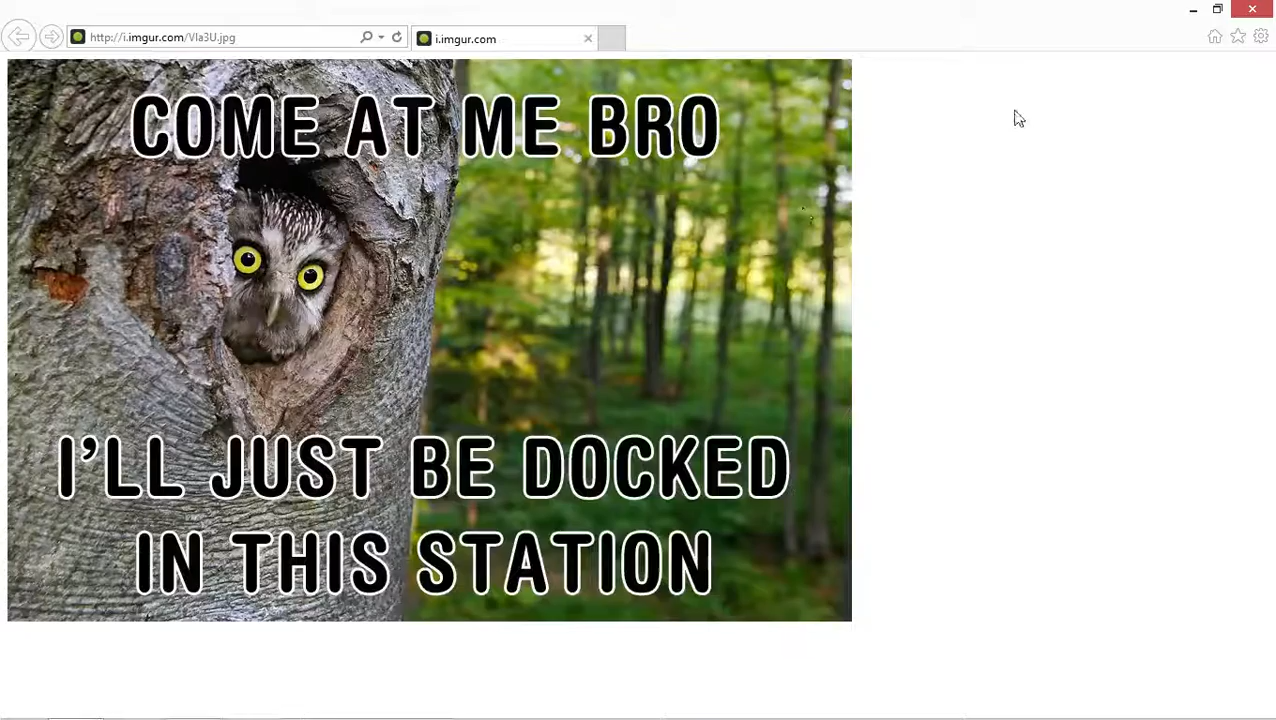 http://i.imgur.com/Vla3U.jpg
i.imgur.com
COME AT ME BRO
I'LL JUST BE DOCKED
IN THIS STATION